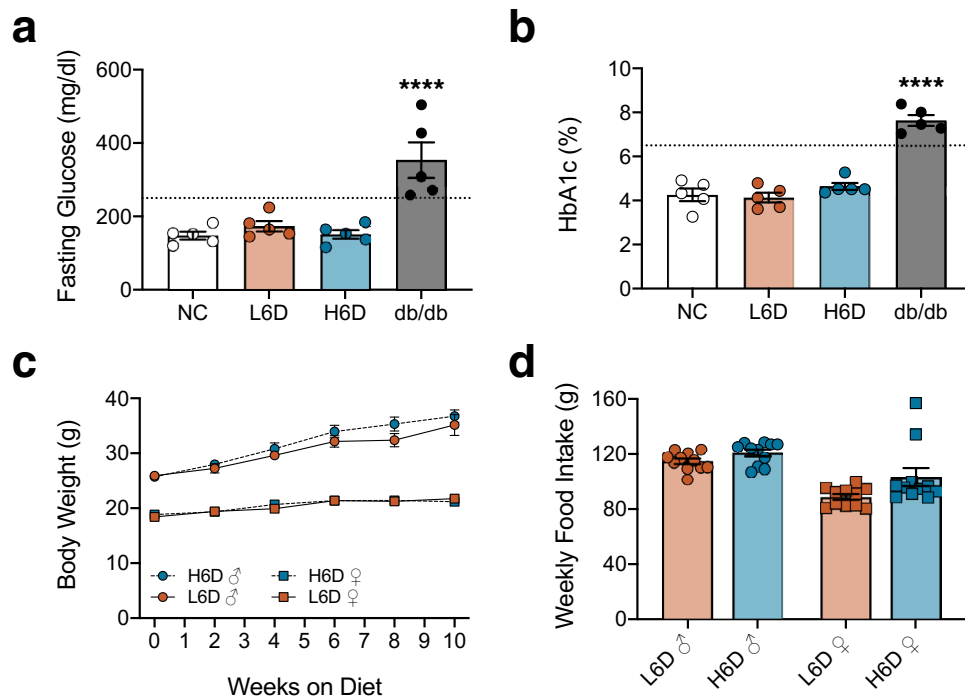 a
Fasting Glucose (mg/dl)
600
400
200
0
****
NC L6D H6D db/db
b
HbA1c (%)
10
8
6
4
2
0
****
NC L6D H6D db/db
c
Body Weight (g)
40
30
20
10
0
H6D ♂ H6D ♀
L6D ♂ L6D ♀
0 1 2 3 4 5 6 7 8 9 10
Weeks on Diet
d
Weekly Food Intake (g)
160
120
80
40
0
L6D ♂ H6D ♂ L6D ♀ H6D ♀